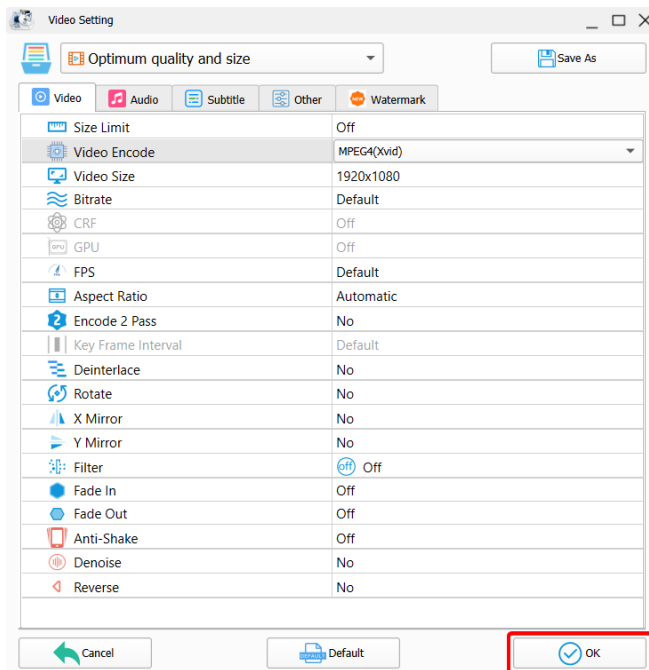 Video Setting
Optimum quality and size
Save As
Video Audio Subtitle Other Watermark
Size Limit Off
Video Encode MPEG4(Xvid)
Video Size 1920x1080
Bitrate Default
CRF Off
GPU GPU Off
FPS Default
Aspect Ratio Automatic
2 Encode 2 Pass No
Key Frame Interval Default
Deinterlace No
Rotate No
X Mirror No
Y Mirror No
Filter off Off
Fade In Off
Fade Out Off
Anti-Shake Off
Denoise No
Reverse No
Cancel DEFAULT Default OK